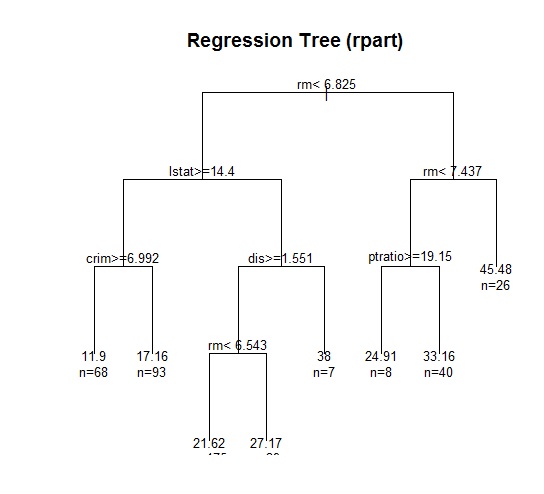 Regression Tree (rpart)
rm< 6.825
lstat>=14.4
rm< 7.437
crim>=6.992
dis>=1.551
ptratio>=19.15
45.48
n=26
rm< 6.543
11.9
n=68
17.16
n=93
38
n=7
24.91
n=8
33.16
n=40
21.62
27.17